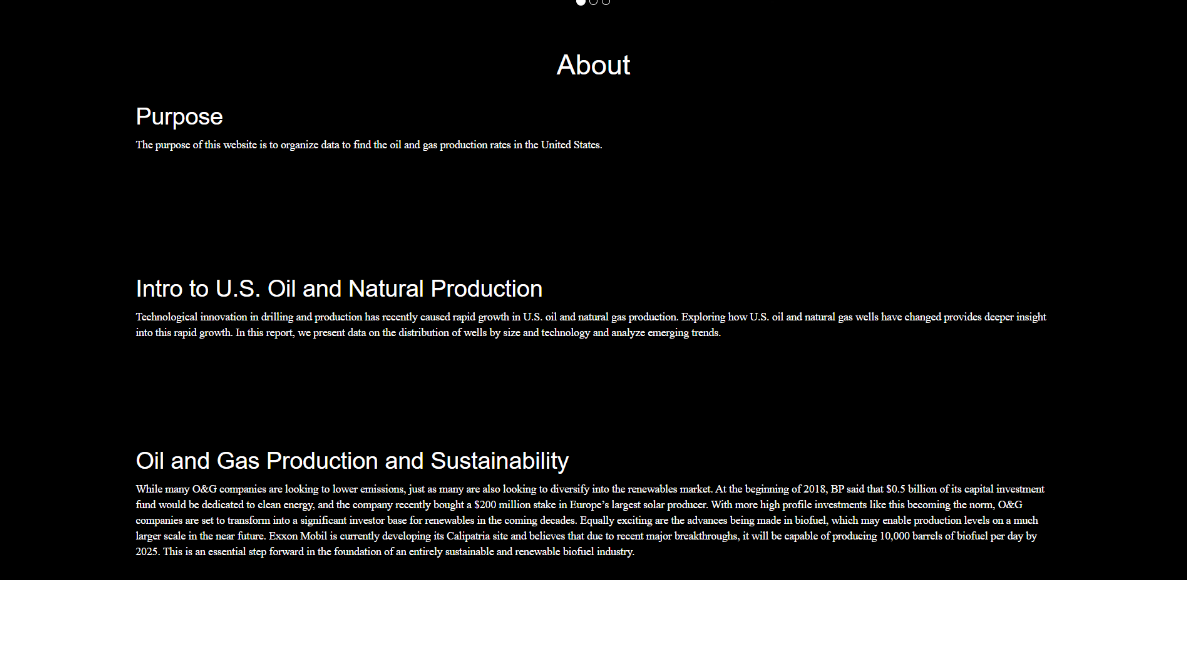 About
Purpose
The purpose of this website is to organize data to find the oil and gas production rates in the United States.
Intro to U.S. Oil and Natural Production
Technological innovation in drilling and production has recently caused rapid growth in U.S. oil and natural gas production. Exploring how U.S. oil and natural gas wells have changed provides deeper insight
into this rapid growth. In this report, we present data on the distribution of wells by size and technology and analyze emerging trends.
Oil and Gas Production and Sustainability
While many O&G companies are looking to lower emissions, just as many are also looking to diversify into the renewables market. At the beginning of 2018, BP said that $0.5 billion of its capital investment
fund would be dedicated to clean energy, and the company recently bought a $200 million stake in Europe’s largest solar producer. With more high profile investments like this becoming the norm, O&G
companies are set to transform into a significant investor base for renewables in the coming decades. Equally exciting are the advances being made in biofuel, which may enable production levels on a much
larger scale in the near future. Exxon Mobil is currently developing its Calipatria site and believes that due to recent major breakthroughs, it will be capable of producing 10,000 barrels of biofuel per day by
2025. This is an essential step forward in the foundation of an entirely sustainable and renewable biofuel industry.